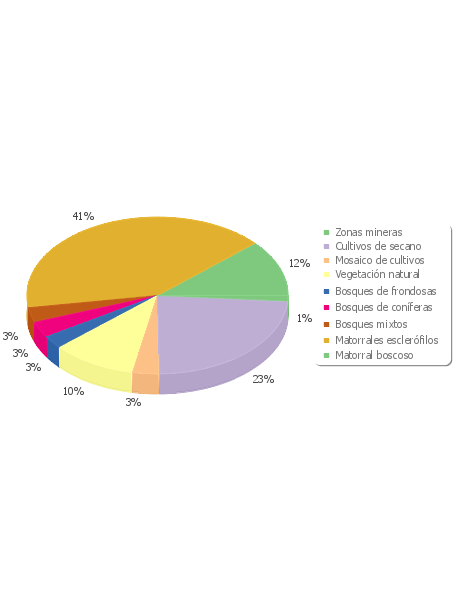 41%
12%
1%
23%
3%
10%
3%
3%
3%
Zonas mineras
Cultivos de secano
Mosaico de cultivos
Vegetación natural
Bosques de frondosas
Bosques de coníferas
Bosques mixtos
Matorrales esclerófilos
Matorral boscoso